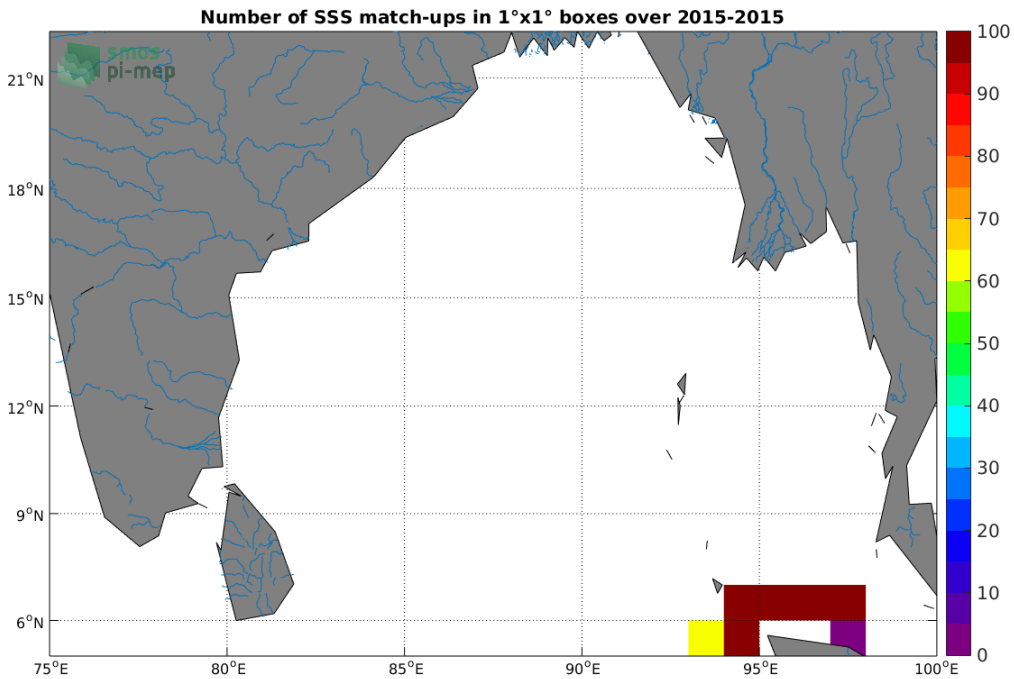 Number of SSS match-ups in 1°x1° boxes over 2015-2015
smos
pi-mep
21°N
18°N
15°N
12°N
9°N
6°N
75°E
80°E
85°E
90°E
95°E
100°E
100
90
80
70
60
50
40
30
20
10
0